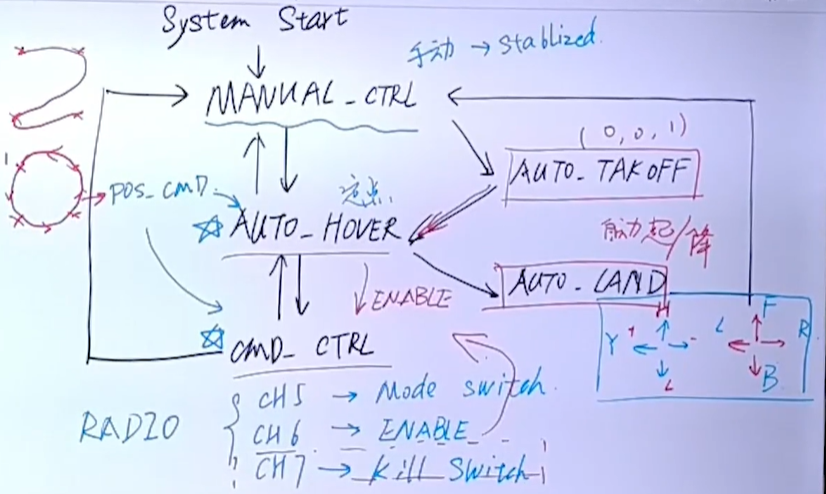 System Start
手动 → stablized.
MANUAL_CTRL
(0,0,1)
AUTO_TAKOFF
POS_CMD
定点
AUTO_HOVER
自动起/降
ENABLE
AUTO_LAND
H
F
Y + - L R
L
B
CMD_CTRL
RADIO
CH5 → Mode switch
CH6 → ENABLE
CH7 → Kill Switch